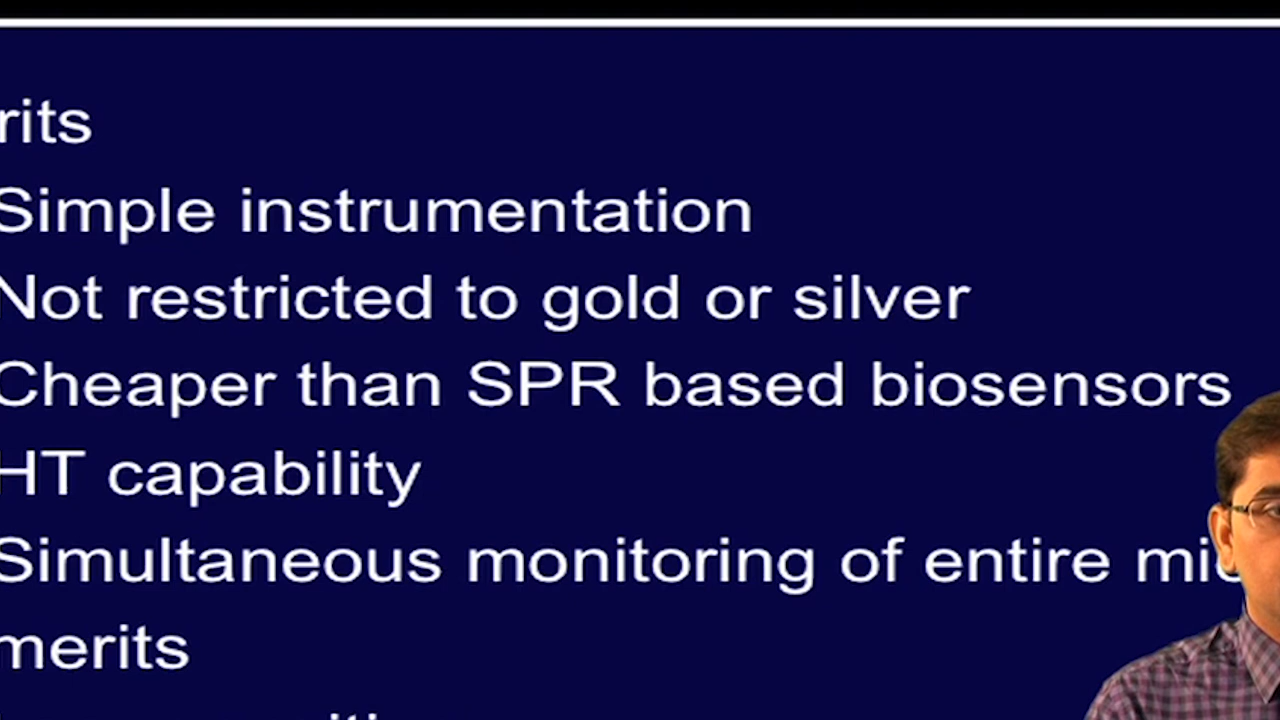 rits
Simple instrumentation
Not restricted to gold or silver
Cheaper than SPR based biosensors
HT capability
Simultaneous monitoring of entire
merits